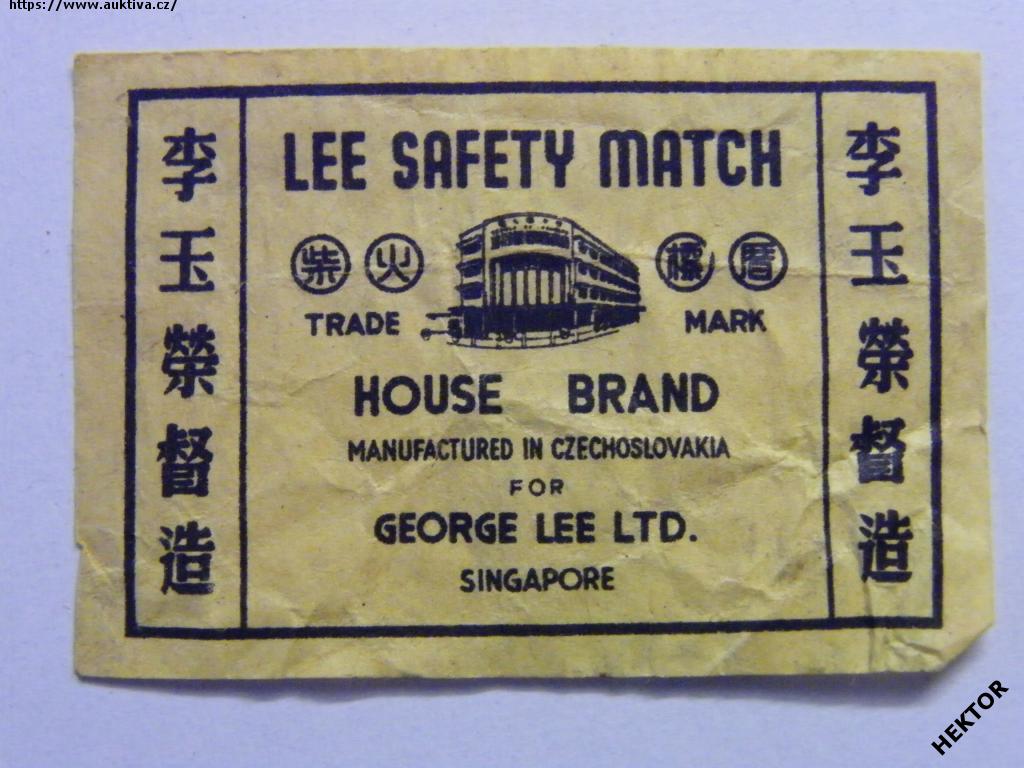 https://www.auktiva.cz/
李玉榮督造
LEE SAFETY MATCH
柴火
標厝
TRADE
MARK
HOUSE BRAND
MANUFACTURED IN CZECHOSLOVAKIA
FOR
GEORGE LEE LTD.
SINGAPORE
李玉榮督造
HEKTOR